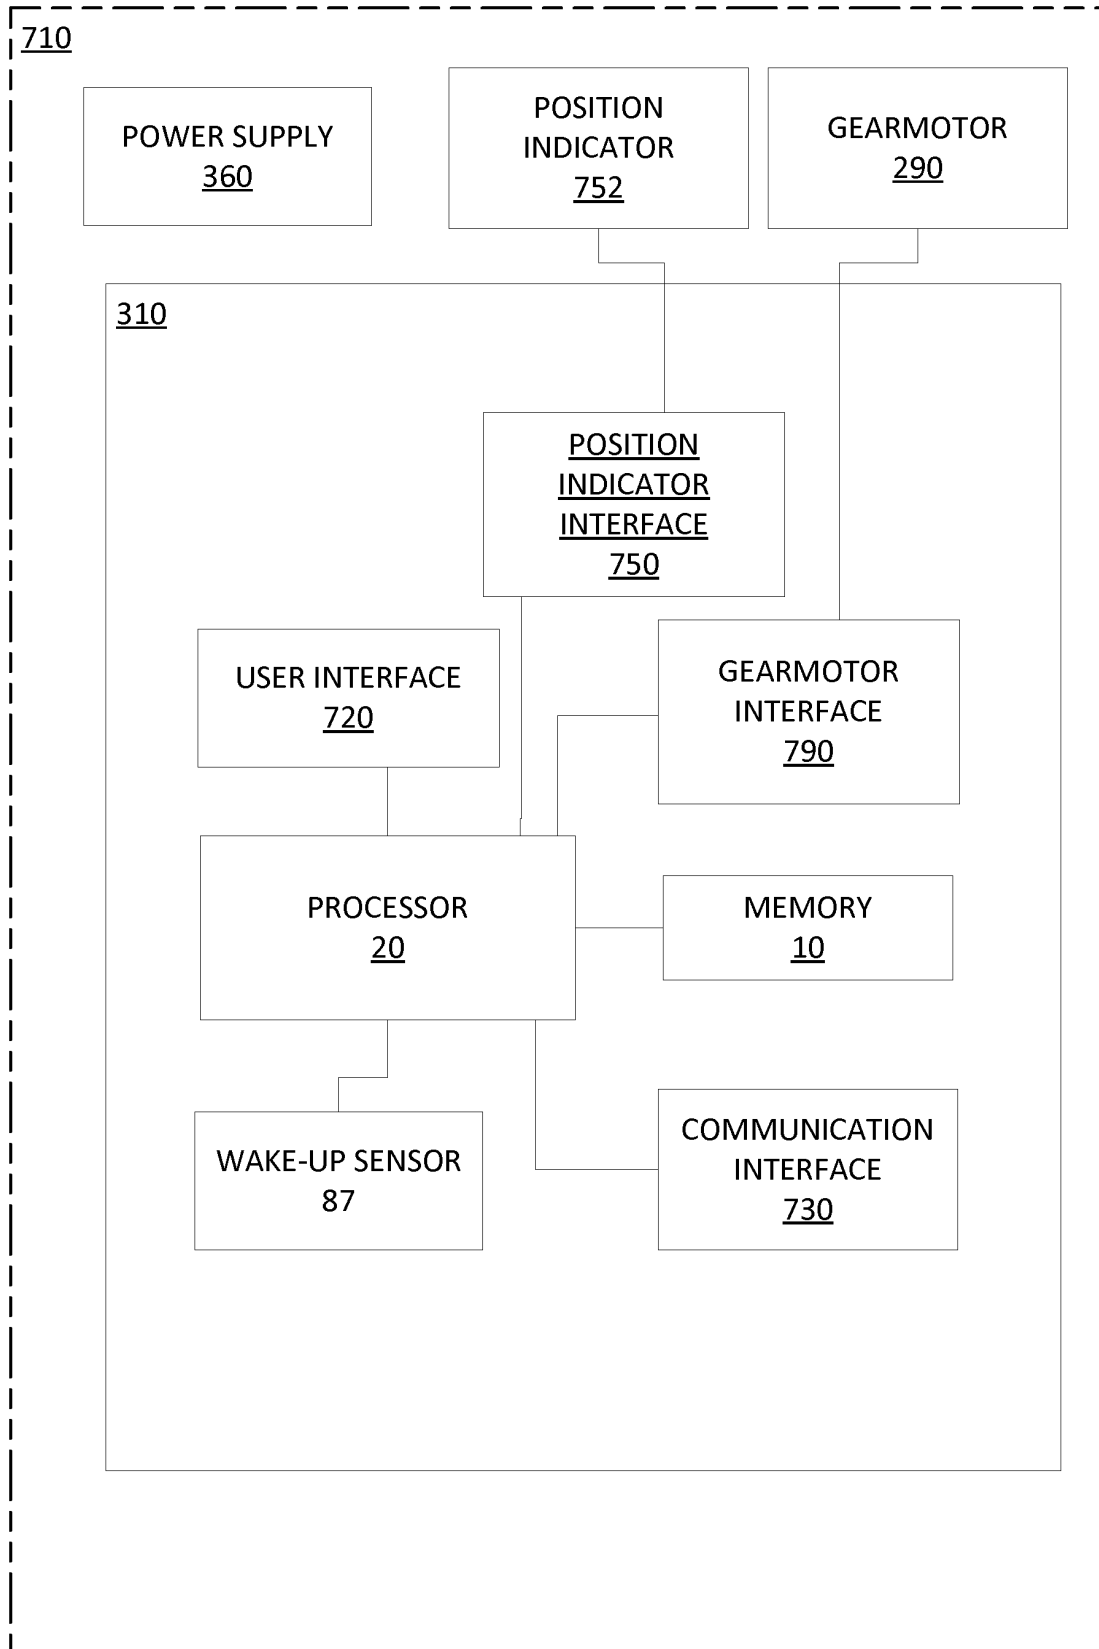 710
POWER SUPPLY
360
POSITION
INDICATOR
752
GEARMOTOR
290
310
POSITION
INDICATOR
INTERFACE
750
USER INTERFACE
720
GEARMOTOR
INTERFACE
790
PROCESSOR
20
MEMORY
10
WAKE-UP SENSOR
87
COMMUNICATION
INTERFACE
730